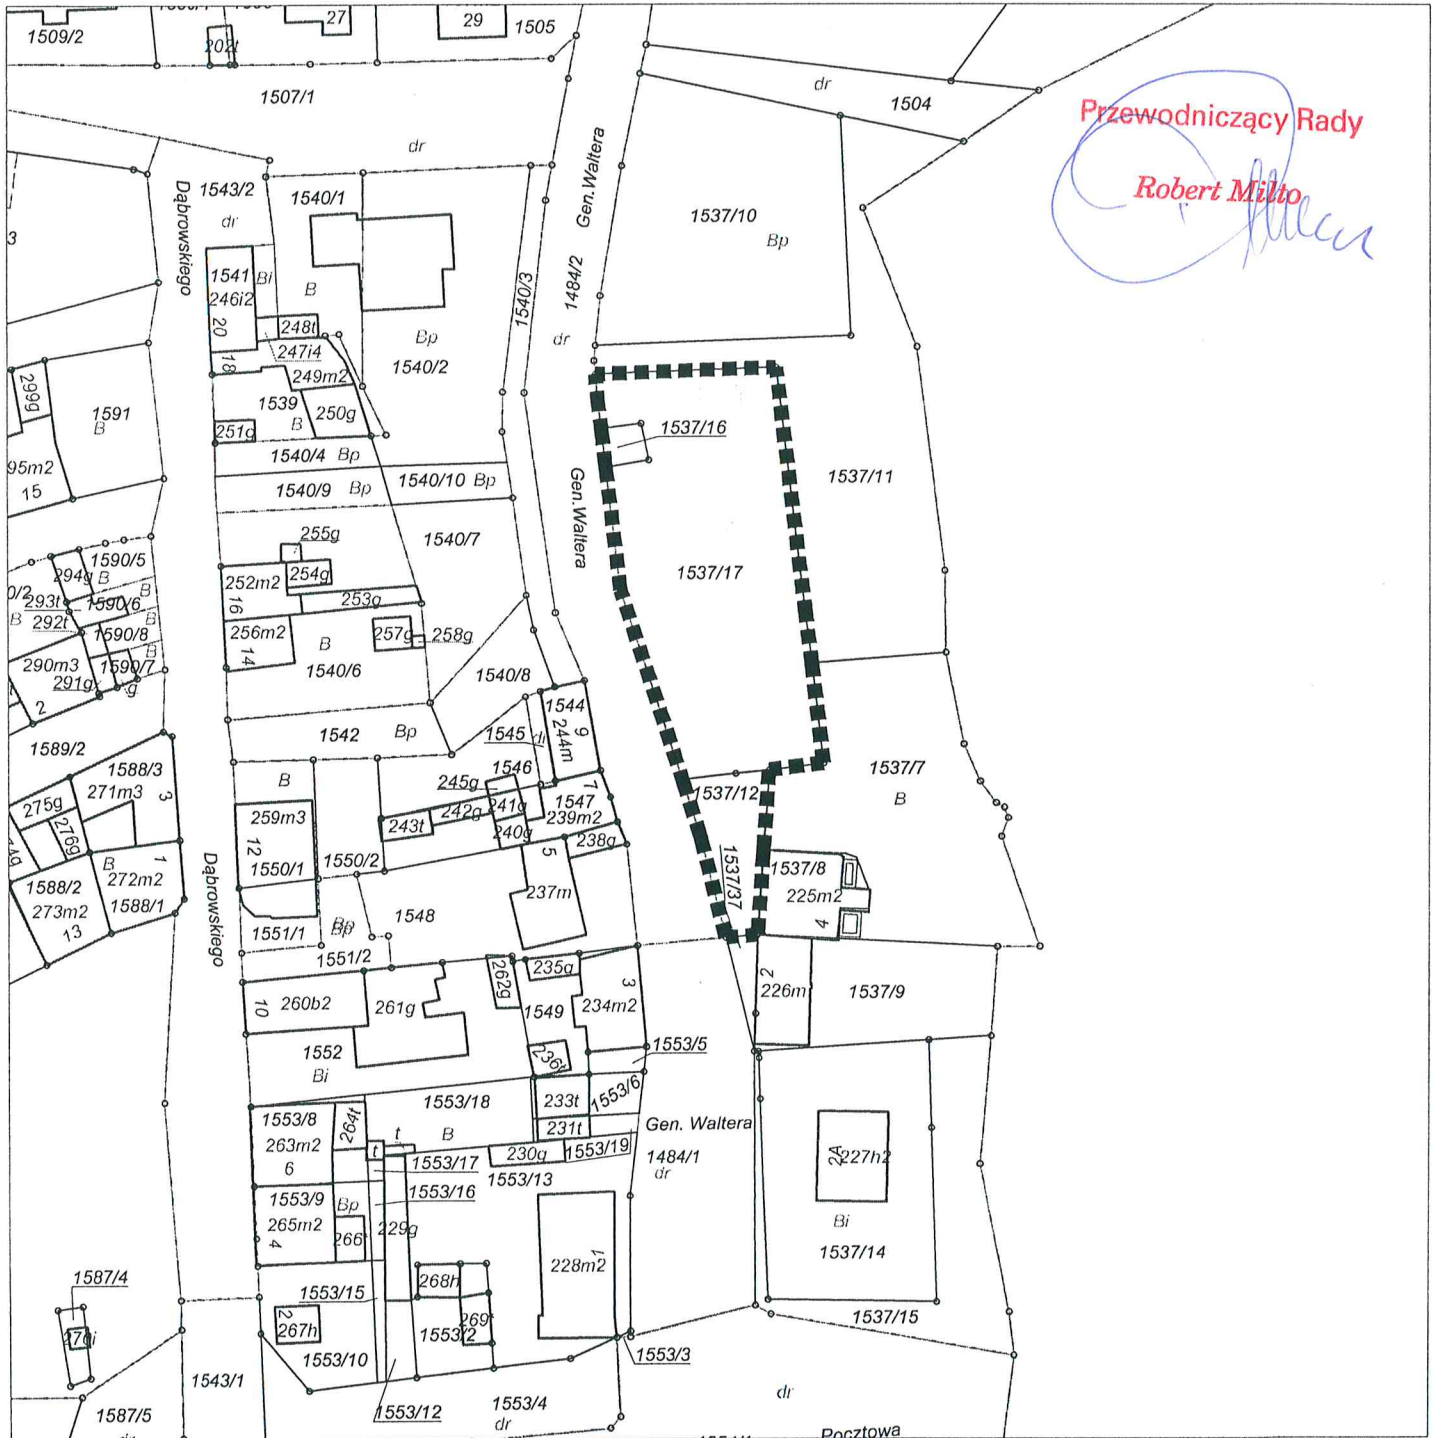 1509/2
202t
27
29
1505
1507/1
dr
dr
1504
Przewodniczący Rady
Robert Milto
Gen.Waltera
Dąbrowskiego
1543/2
dr
1540/1
1537/10
Bp
3
1541
246i2
20
Bi
B
1540/3
1484/2
dr
248t
247i4
18
249m2
Bp
1540/2
299g
1591
B
1539
B
250g
251g
1537/16
1540/4 Bp
95m2
15
1540/9 Bp
1540/10 Bp
Gen.Waltera
1537/11
255g
1540/7
1590/5
294g B
B
252m2
254g
16
253g
1537/17
0/2
293t
1590/6
B
B
292t
1590/8
B
256m2
14
B
257g
258g
290m3
1590/7
291g
g
2
1540/6
1540/8
1544
9
244m
1542
Bp
1545
1589/2
1588/3
271m3
3
B
1546
245g
7
1547
239m2
1537/12
1537/7
B
275g
276g
259m3
12
1550/1
243t
242g
241g
240g
238g
1550/2
5
237m
1537/37
1537/8
225m2
4
B
1
272m2
1588/1
1588/2
273m2
13
Dąbrowskiego
1551/1
Bp
1548
1551/2
262g
235g
3
234m2
2
226m
1537/9
10
260b2
261g
1549
1552
Bi
236t
1553/5
1553/6
233t
231t
1553/18
B
1553/8
263m2
6
264t
t
t
1553/17
230g
1553/19
Gen. Waltera
1484/1
dr
1553/13
1553/16
1553/9
265m2
4
Bp
266
229g
2A
227h2
Bi
1537/14
228m2
1
1587/4
1553/15
268h
269
1553/2
2
267h
1553/10
1537/15
1553/3
1543/1
1553/12
1553/4
dr
dr
1587/5
Pocztowa